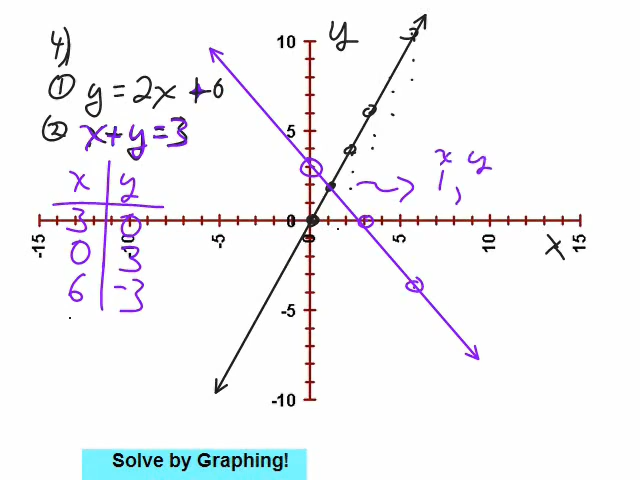 4)
① y = 2x + 0
② x + y = 3
x y
3 0
0 3
6 -3
y
10
5
0
-5
-10
-15 -10 -5 0 5 10 15
x
x y
1,
Solve by Graphing!